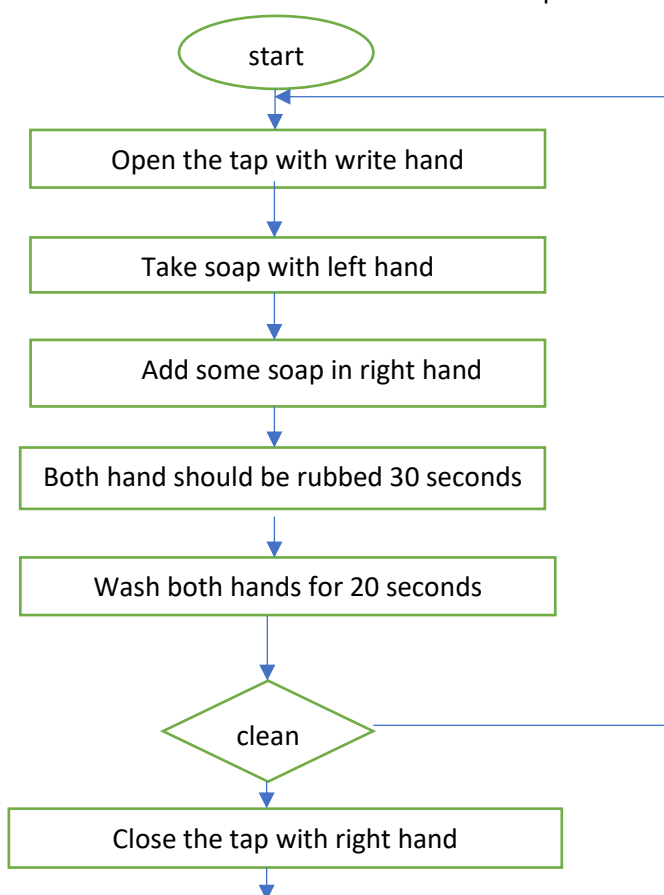 start
Open the tap with write hand
Take soap with left hand
Add some soap in right hand
Both hand should be rubbed 30 seconds
Wash both hands for 20 seconds
clean
Close the tap with right hand